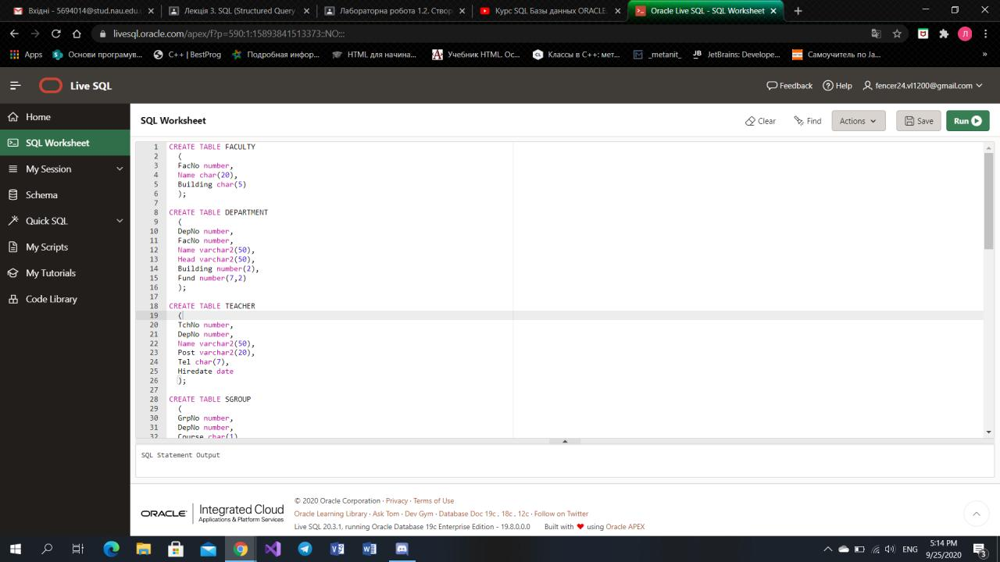 Вхідні - 5694014@stud.nau.edu.
Лекція 3. SQL (Structured Query
Лабораторна робота 1.2. Створ
Курс SQL Базы данных ORACLE.
Oracle Live SQL - SQL Worksheet
livesql.oracle.com/apex/f?p=590:1:15893841513373::NO:::
Л
Apps
Основи програмув...
C++ | BestProg
Подробная инфор...
HTML для начина...
Учебник HTML. Ос...
CL
Классы в C++: мет...
_metanit_
JB
JetBrains: Develope...
Самоучитель по Ja...
»
Live SQL
Feedback
Help
fencer24.vl1200@gmail.com
Home
SQL Worksheet
My Session
Schema
Quick SQL
My Scripts
My Tutorials
Code Library
SQL Worksheet
Clear
Find
Actions
Save
Run
1 CREATE TABLE FACULTY
2 (
3 FacNo number,
4 Name char(20),
5 Building char(5)
6 );
7
8 CREATE TABLE DEPARTMENT
9 (
10 DepNo number,
11 FacNo number,
12 Name varchar2(50),
13 Head varchar2(50),
14 Building number(2),
15 Fund number(7,2)
16 );
17
18 CREATE TABLE TEACHER
19 (
20 TchNo number,
21 DepNo number,
22 Name varchar2(50),
23 Post varchar2(20),
24 Tel char(7),
25 Hiredate date
26 );
27
28 CREATE TABLE SGROUP
29 (
30 GrpNo number,
31 DepNo number,
32 Course char(1)
SQL Statement Output
ORACLE
Integrated Cloud
Applications & Platform Services
© 2020 Oracle Corporation · Privacy · Terms of Use
Oracle Learning Library · Ask Tom · Dev Gym · Database Doc 19c , 18c , 12c · Follow on Twitter
Live SQL 20.3.1, running Oracle Database 19c Enterprise Edition - 19.8.0.0.0 Built with ❤ using Oracle APEX
ENG
5:14 PM
9/25/2020
3